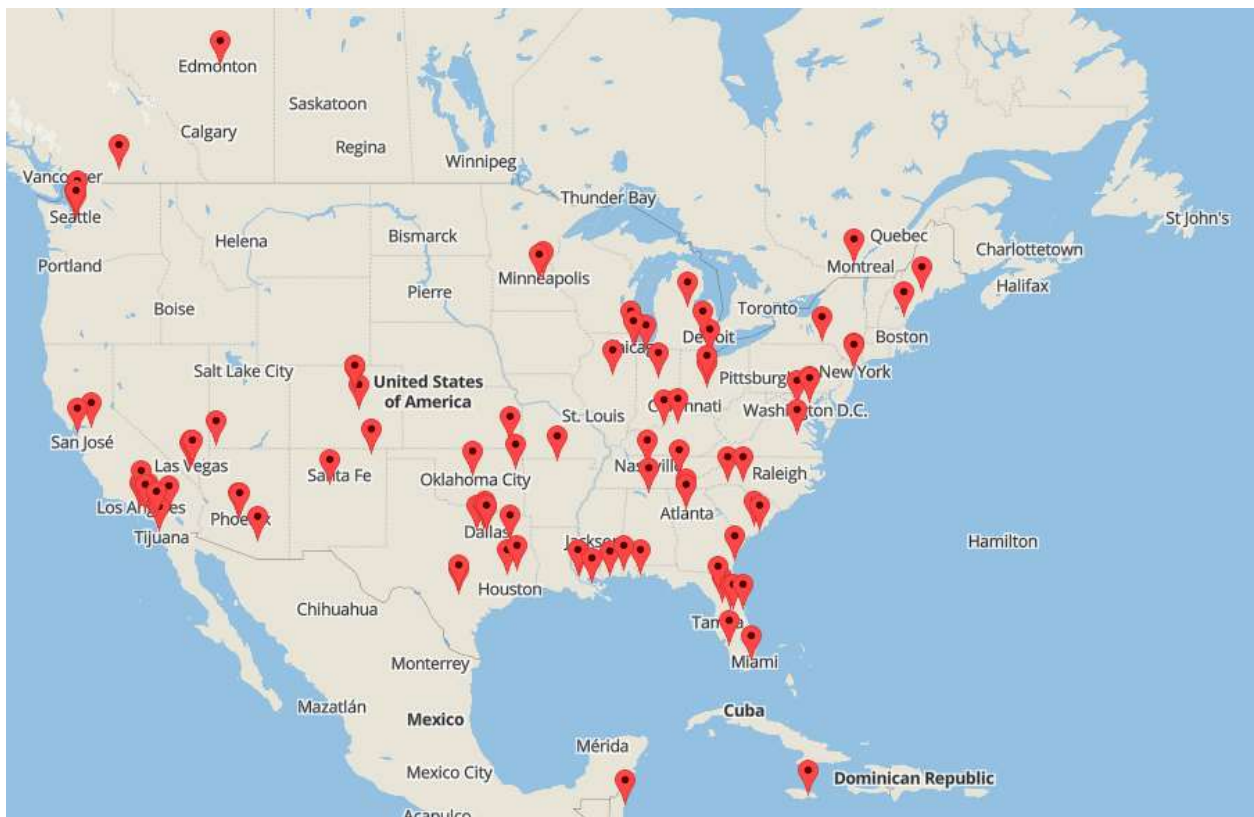 Edmonton
Saskatoon
Calgary
Regina
Winnipeg
Vancouver
Thunder Bay
St John's
Seattle
Quebec
Helena
Bismarck
Charlottetown
Portland
Montreal
Minneapolis
Halifax
Pierre
Boise
Toronto
Detroit
Boston
Chicago
Salt Lake City
New York
Pittsburgh
United States
of America
Washington D.C.
St. Louis
San José
Las Vegas
Nashville
Raleigh
Santa Fe
Oklahoma City
Los Angeles
Atlanta
Phoenix
Dallas
Tijuana
Jackson
Hamilton
Houston
Chihuahua
Tampa
Monterrey
Miami
Mazatlán
Cuba
Mexico
Mérida
Mexico City
Dominican Republic